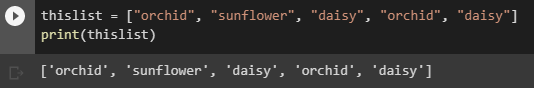 thislist = ["orchid", "sunflower", "daisy", "orchid", "daisy"]
print(thislist)
['orchid', 'sunflower', 'daisy', 'orchid', 'daisy']